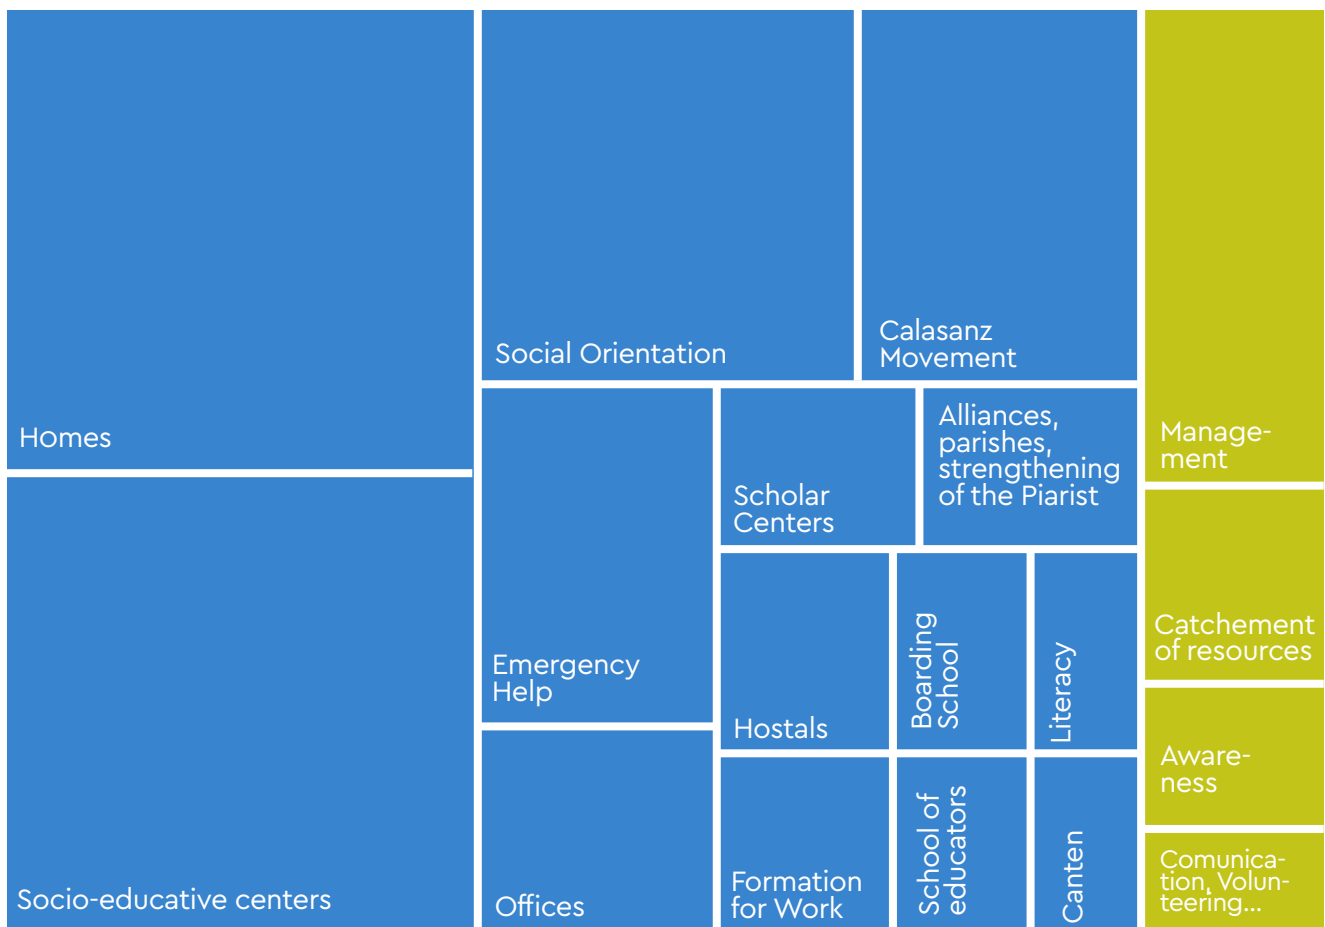 Homes
Socio-educative centers
Social Orientation
Calasanz
Movement
Emergency
Help
Offices
Scholar
Centers
Alliances,
parishes,
strengthening
of the Piarist
Hostals
Boarding
School
Literacy
Formation
for Work
School of
educators
Canten
Manage-
ment
Catchement
of resources
Aware-
ness
Comunica-
tion, Volun-
teering...